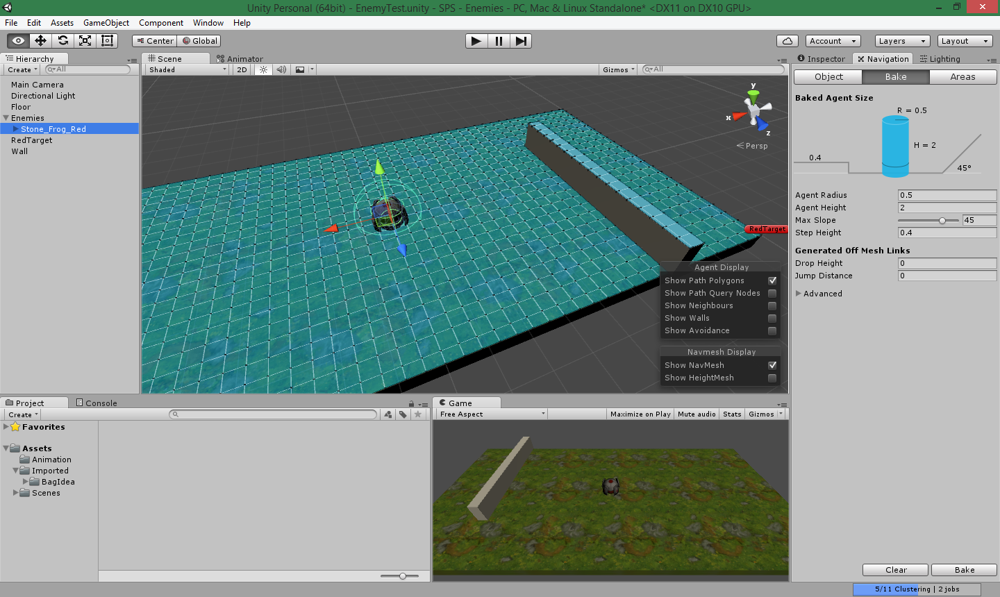 Unity Personal (64bit) - EnemyTest.unity - SPS - Enemies - PC, Mac & Linux Standalone* <DX11 on DX10 GPU>
File Edit Assets GameObject Component Window Help
Center Global Account Layers Layout
Hierarchy
Create All
Main Camera
Directional Light
Floor
Enemies
Stone_Frog_Red
RedTarget
Wall
Scene Animator
Shaded 2D Gizmos All
y
x
z
Persp
RedTarget
Agent Display
Show Path Polygons
Show Path Query Nodes
Show Neighbours
Show Walls
Show Avoidance
Navmesh Display
Show NavMesh
Show HeightMesh
Inspector Navigation Lighting
Object Bake Areas
Baked Agent Size
R = 0.5
H = 2
0.4
45°
Agent Radius 0.5
Agent Height 2
Max Slope 45
Step Height 0.4
Generated Off Mesh Links
Drop Height 0
Jump Distance 0
Advanced
Project Console
Create
Favorites
Assets
Animation
Imported
BagIdea
Scenes
Game
Free Aspect Maximize on Play Mute audio Stats Gizmos
Clear Bake
5/11 Clustering | 2 jobs